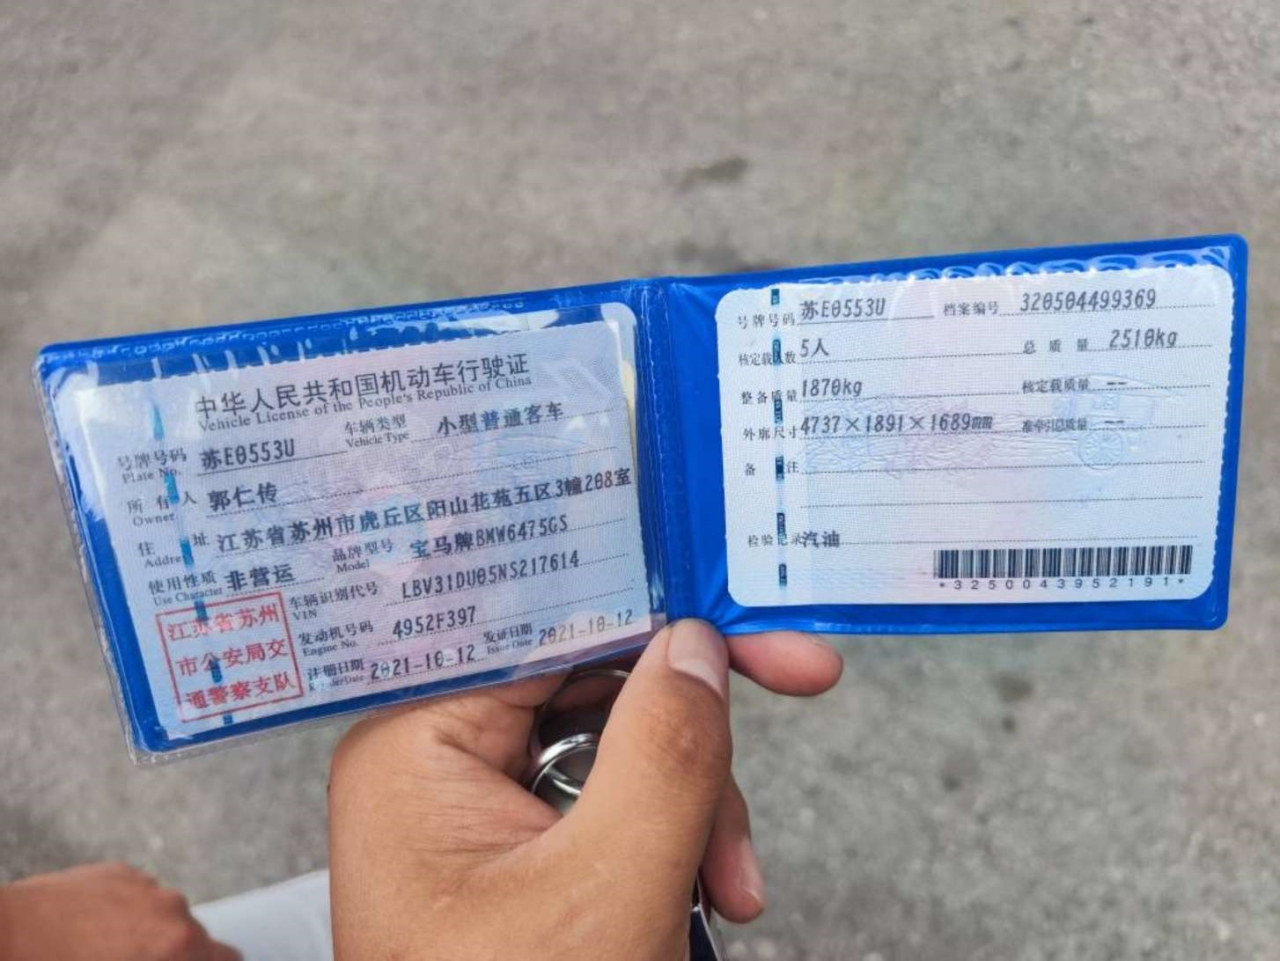 中华人民共和国机动车行驶证
Vehicle License of the People's Republic of China
号牌号码 苏E0553U 车辆类型 小型普通客车
Plate No. Vehicle Type
所有人 郭仁传
Owner
住址 江苏省苏州市虎丘区阳山花苑五区3幢208室
Address
使用性质 非营运 品牌型号 宝马牌BMW6475GS
Use Character Model
江苏省苏州
市公安局交
通警察支队
车辆识别代号 LBV31DU05NS217614
VIN
发动机号码 4952F397
Engine No.
注册日期 2021-10-12 发证日期 2021-10-12
Register Date Issue Date
号牌号码 苏E0553U 档案编号 320504499369
核定载人数 5人 总质量 2510kg
整备质量 1870kg 核定载质量 --
外廓尺寸 4737×1891×1689mm 准牵引总质量 --
备注
检验记录 汽油
*3250043952191*